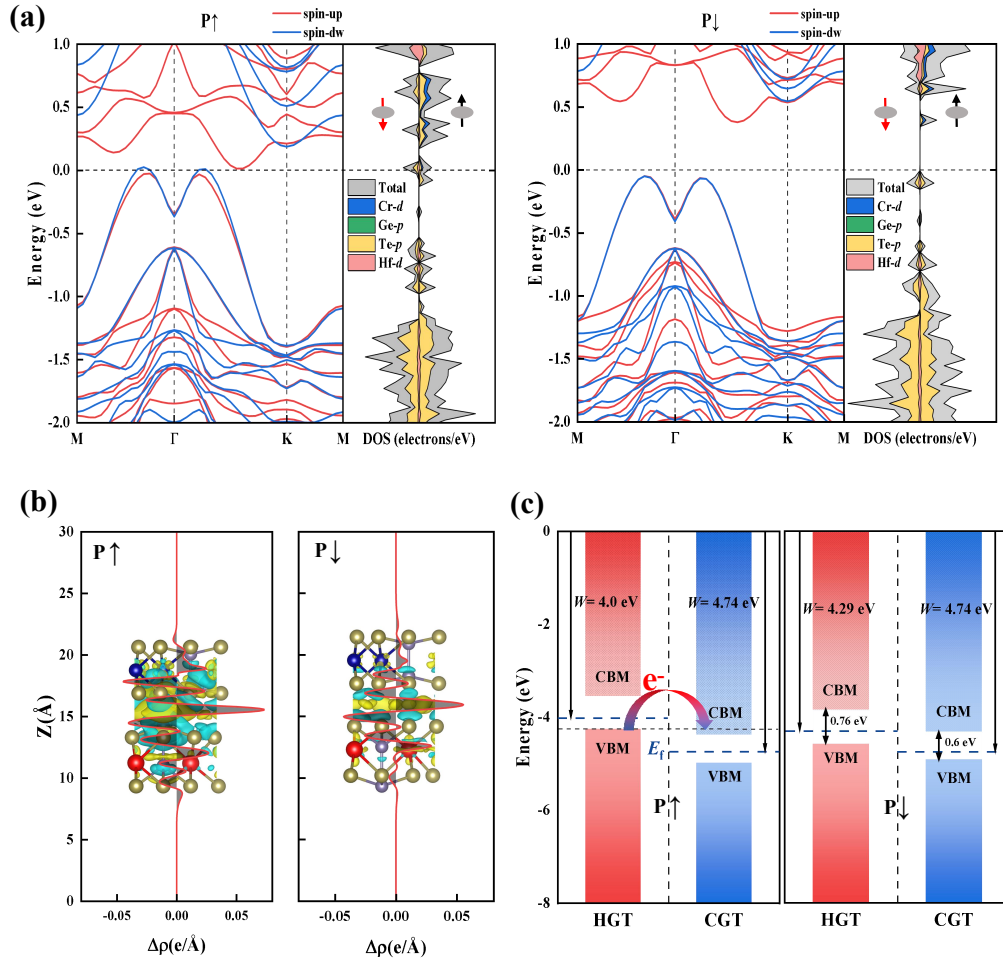 (a)
P↑
spin-up
spin-dw
P↓
spin-up
spin-dw
Energy (eV)
1.0
0.5
0.0
-0.5
-1.0
-1.5
-2.0
Total
Cr-d
Ge-p
Te-p
Hf-d
M Γ K M
DOS (electrons/eV)
Energy (eV)
1.0
0.5
0.0
-0.5
-1.0
-1.5
-2.0
Total
Cr-d
Ge-p
Te-p
Hf-d
M Γ K M
DOS (electrons/eV)
(b)
Z(Å)
30
25
20
15
10
5
0
P↑
P↓
-0.05 0.00 0.05
-0.05 0.00 0.05
Δρ(e/Å)
Δρ(e/Å)
(c)
Energy (eV)
0
-2
-4
-6
-8
W= 4.0 eV
W= 4.74 eV
W= 4.29 eV
W= 4.74 eV
CBM
e-
CBM
VBM
Ef
VBM
P↑
CBM
0.76 eV
VBM
CBM
0.6 eV
VBM
P↓
HGT
CGT
HGT
CGT